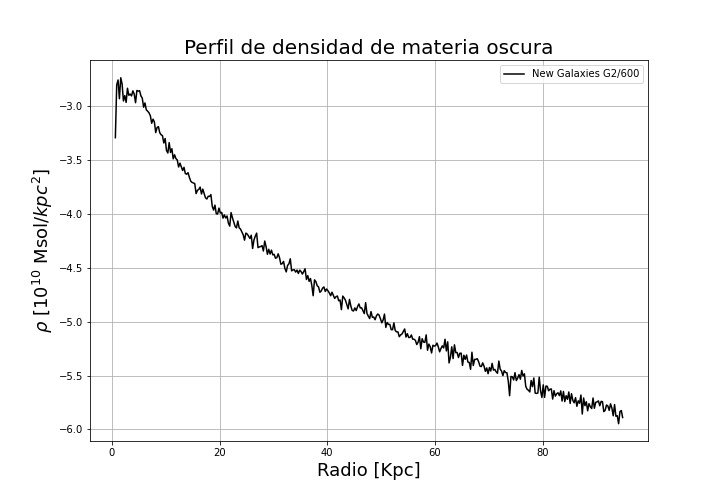 Perfil de densidad de materia oscura
New Galaxies G2/600
ρ [10¹⁰ Msol/kpc²]
−3.0
−3.5
−4.0
−4.5
−5.0
−5.5
−6.0
0 20 40 60 80
Radio [Kpc]